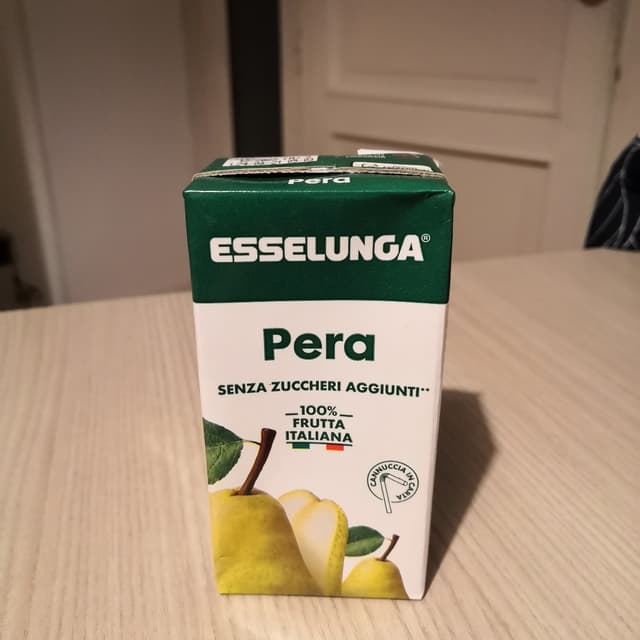 Pera
ESSELUNGA®
Pera
SENZA ZUCCHERI AGGIUNTI**
100%
FRUTTA
ITALIANA
CANNUCCIA IN CARTA